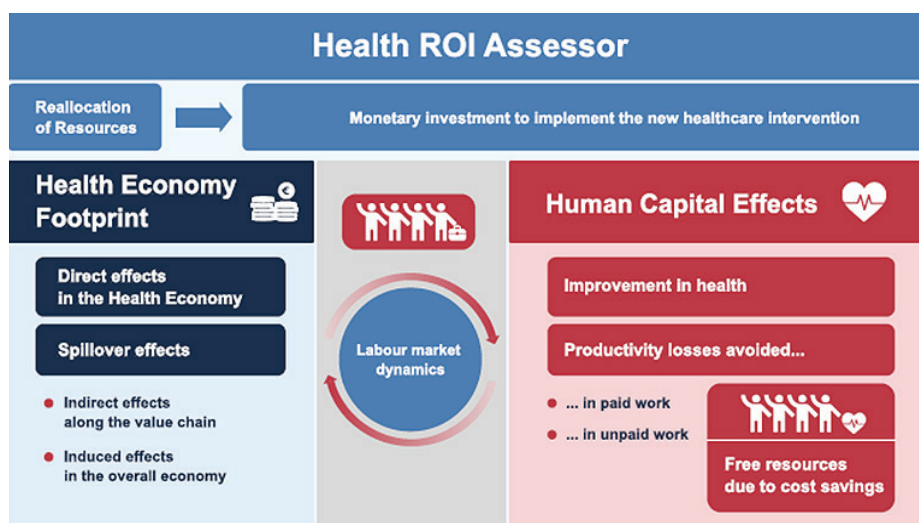 Health ROI Assessor
Reallocation
of Resources
Monetary investment to implement the new healthcare intervention
Health Economy
Footprint
Direct effects
in the Health Economy
Spillover effects
● Indirect effects
along the value chain
● Induced effects
in the overall economy
Labour market
dynamics
Human Capital Effects
Improvement in health
Productivity losses avoided...
● ... in paid work
● ... in unpaid work
Free resources
due to cost savings